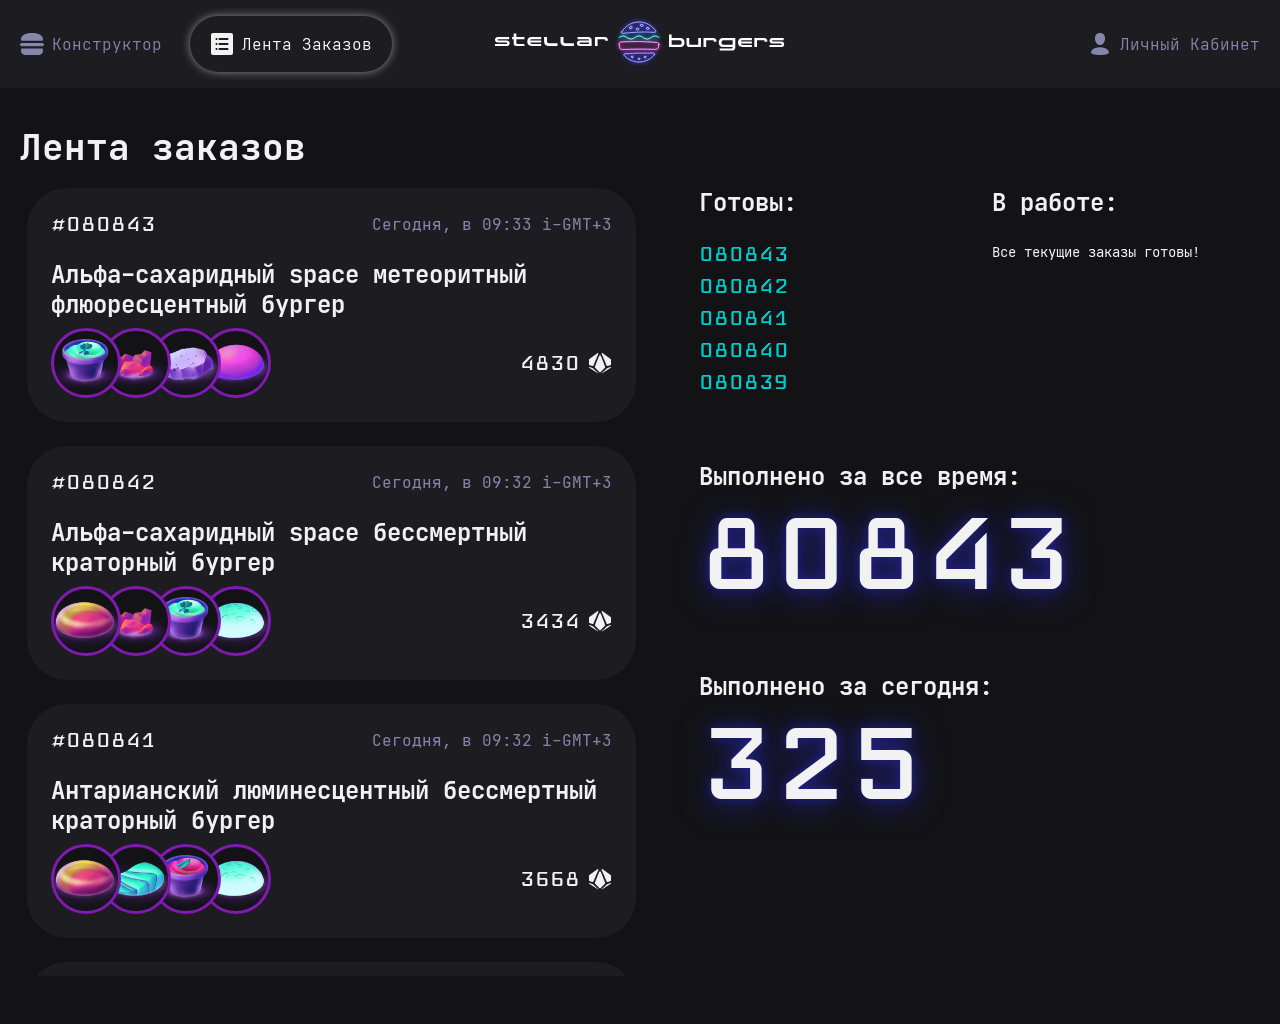 Конструктор
Лента Заказов
stellar burgers
Личный Кабинет
Лента заказов
#080843
Сегодня, в 09:33 i-GMT+3
Альфа-сахаридный space метеоритный
флюоресцентный бургер
4830
#080842
Сегодня, в 09:32 i-GMT+3
Альфа-сахаридный space бессмертный
краторный бургер
3434
#080841
Сегодня, в 09:32 i-GMT+3
Антарианский люминесцентный бессмертный
краторный бургер
3668
Готовы:
080843
080842
080841
080840
080839
В работе:
Все текущие заказы готовы!
Выполнено за все время:
80843
Выполнено за сегодня:
325